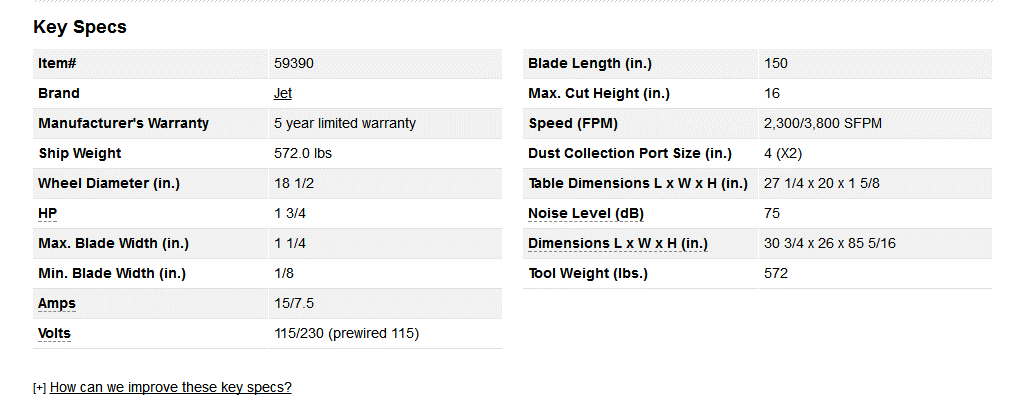 Key Specs
Item# 59390
Brand Jet
Manufacturer's Warranty 5 year limited warranty
Ship Weight 572.0 lbs
Wheel Diameter (in.) 18 1/2
HP 1 3/4
Max. Blade Width (in.) 1 1/4
Min. Blade Width (in.) 1/8
Amps 15/7.5
Volts 115/230 (prewired 115)
Blade Length (in.) 150
Max. Cut Height (in.) 16
Speed (FPM) 2,300/3,800 SFPM
Dust Collection Port Size (in.) 4 (X2)
Table Dimensions L x W x H (in.) 27 1/4 x 20 x 1 5/8
Noise Level (dB) 75
Dimensions L x W x H (in.) 30 3/4 x 26 x 85 5/16
Tool Weight (lbs.) 572
[+] How can we improve these key specs?